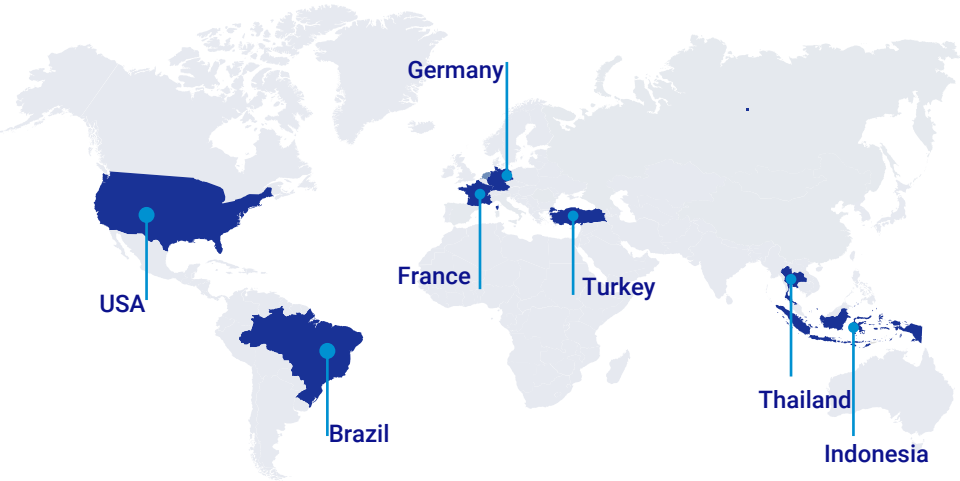 Germany
France
Turkey
USA
Thailand
Brazil
Indonesia